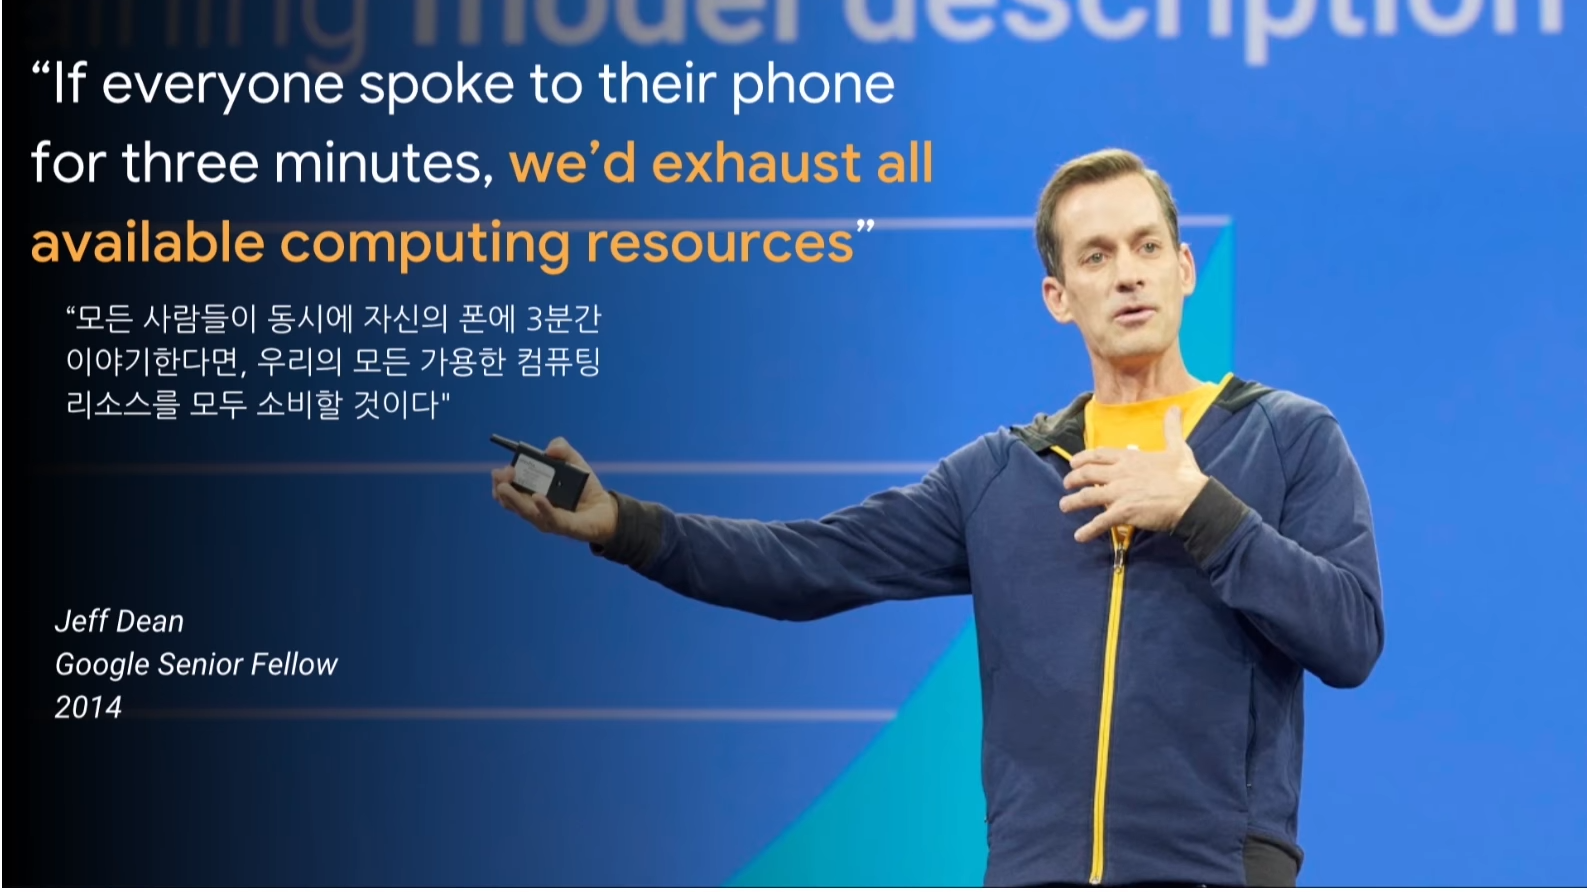 aining model description
“If everyone spoke to their phone
for three minutes, we’d exhaust all
available computing resources”
“모든 사람들이 동시에 자신의 폰에 3분간
이야기한다면, 우리의 모든 가용한 컴퓨팅
리소스를 모두 소비할 것이다"
Jeff Dean
Google Senior Fellow
2014